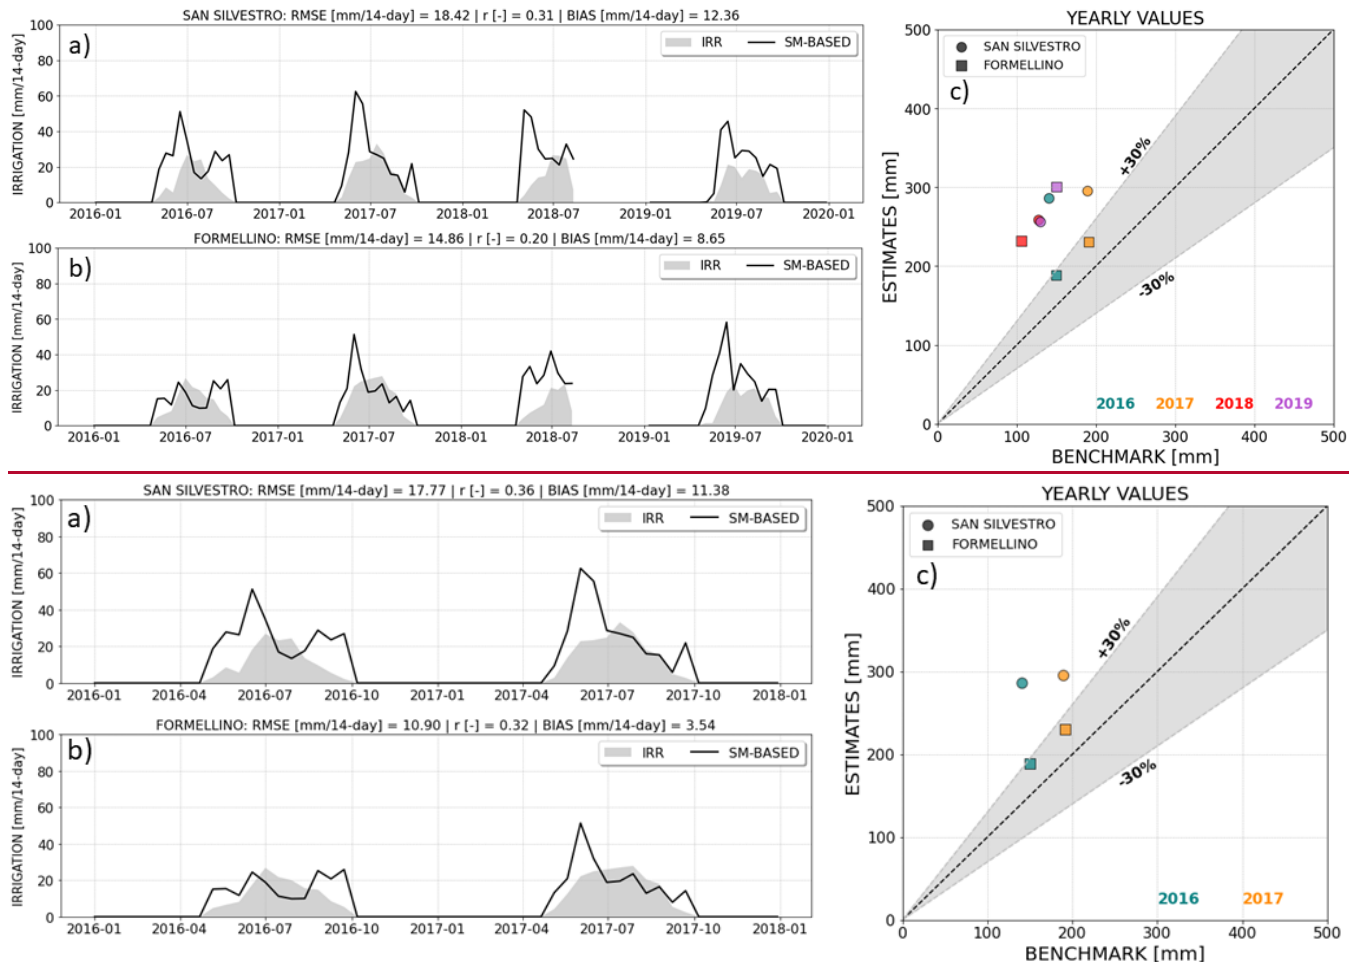 SAN SILVESTRO: RMSE [mm/14-day] = 18.42 | r [-] = 0.31 | BIAS [mm/14-day] = 12.36
a)
IRR SM-BASED
IRRIGATION [mm/14-day]
100
80
60
40
20
0
2016-01 2016-07 2017-01 2017-07 2018-01 2018-07 2019-01 2019-07 2020-01
FORMELLINO: RMSE [mm/14-day] = 14.86 | r [-] = 0.20 | BIAS [mm/14-day] = 8.65
b)
IRR SM-BASED
IRRIGATION [mm/14-day]
100
80
60
40
20
0
2016-01 2016-07 2017-01 2017-07 2018-01 2018-07 2019-01 2019-07 2020-01
YEARLY VALUES
SAN SILVESTRO
FORMELLINO
c)
+30%
-30%
ESTIMATES [mm]
500
400
300
200
100
0
2016 2017 2018 2019
0 100 200 300 400 500
BENCHMARK [mm]
SAN SILVESTRO: RMSE [mm/14-day] = 17.77 | r [-] = 0.36 | BIAS [mm/14-day] = 11.38
a)
IRR SM-BASED
IRRIGATION [mm/14-day]
100
80
60
40
20
0
2016-01 2016-04 2016-07 2016-10 2017-01 2017-04 2017-07 2017-10 2018-01
FORMELLINO: RMSE [mm/14-day] = 10.90 | r [-] = 0.32 | BIAS [mm/14-day] = 3.54
b)
IRR SM-BASED
IRRIGATION [mm/14-day]
100
80
60
40
20
0
2016-01 2016-04 2016-07 2016-10 2017-01 2017-04 2017-07 2017-10 2018-01
YEARLY VALUES
SAN SILVESTRO
FORMELLINO
c)
+30%
-30%
ESTIMATES [mm]
500
400
300
200
100
0
2016 2017
0 100 200 300 400 500
BENCHMARK [mm]